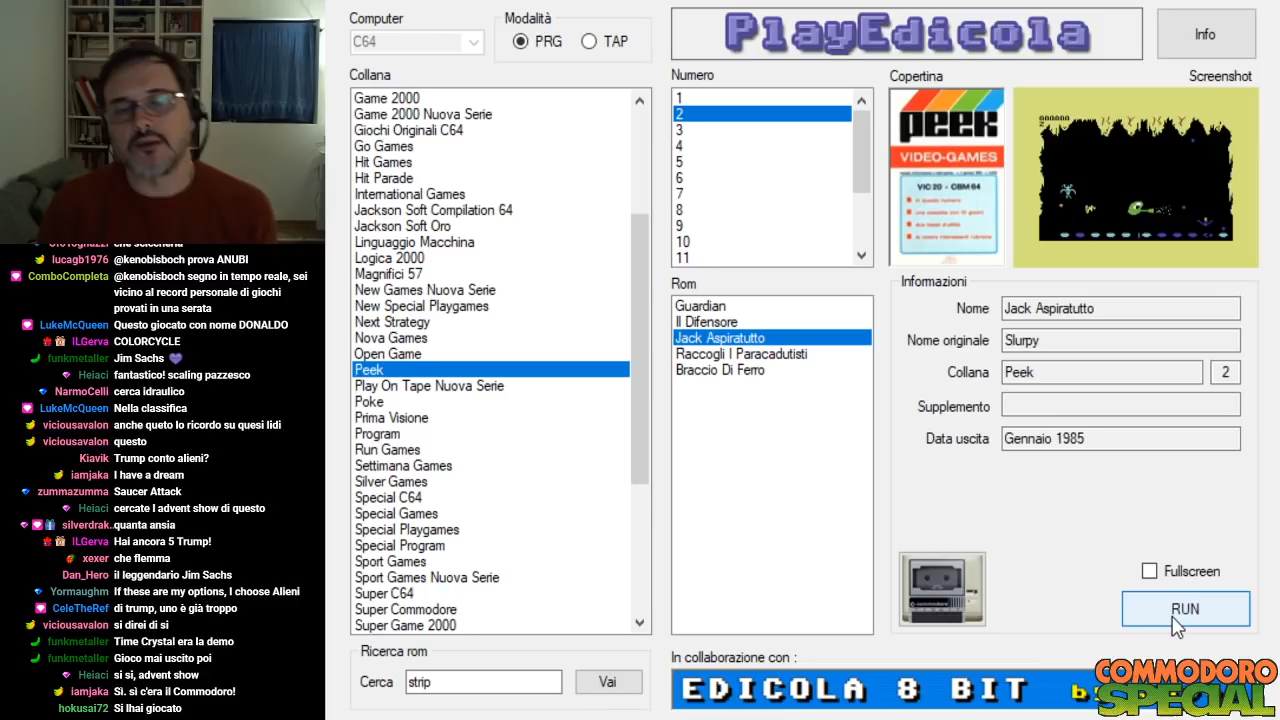 Computer
C64
Modalità
PRG
TAP
PlayEdicola
Info
Collana
Game 2000
Game 2000 Nuova Serie
Giochi Originali C64
Go Games
Hit Games
Hit Parade
International Games
Jackson Soft Compilation 64
Jackson Soft Oro
Linguaggio Macchina
Logica 2000
Magnifici 57
New Games Nuova Serie
New Special Playgames
Next Strategy
Nova Games
Open Game
Peek
Play On Tape Nuova Serie
Poke
Prima Visione
Program
Run Games
Settimana Games
Silver Games
Special C64
Special Games
Special Playgames
Special Program
Sport Games
Sport Games Nuova Serie
Super C64
Super Commodore
Super Game 2000
Numero
1
2
3
4
5
6
7
8
9
10
11
Copertina
Screenshot
peek
VIDEO-GAMES
VIC 20 - CBM 64
Rom
Guardian
Il Difensore
Jack Aspiratutto
Raccogli I Paracadutisti
Braccio Di Ferro
Informazioni
Nome
Jack Aspiratutto
Nome originale
Slurpy
Collana
Peek
2
Supplemento
Data uscita
Gennaio 1985
Fullscreen
RUN
Ricerca rom
Cerca
strip
Vai
In collaborazione con :
EDICOLA 8 BIT
COMMODORO
SPECIAL
lucagb1976 @kenobisboch prova ANUBI
ComboCompleta @kenobisboch segno in tempo reale, sei
vicino al record personale di giochi
provati in una serata
LukeMcQueen Questo giocato con nome DONALDO
ILGerva COLORCYCLE
funkmetaller Jim Sachs
Heiaci fantastico! scaling pazzesco
NarmoCelli cerca idraulico
LukeMcQueen Nella classifica
viciousavalon anche queto lo ricordo su quesi lidi
viciousavalon questo
Kiavik Trump conto alieni?
iamjaka I have a dream
zummazumma Saucer Attack
Heiaci cercate l advent show di questo
silverdrak.. quanta ansia
ILGerva Hai ancora 5 Trump!
xexer che flemma
Dan_Hero il leggendario Jim Sachs
Yormaughm If these are my options, I choose Alieni
CeleTheRef di trump, uno è già troppo
viciousavalon si direi di si
funkmetaller Time Crystal era la demo
funkmetaller Gioco mai uscito poi
Heiaci si si, advent show
iamjaka Sì. sì c'era il Commodoro!
hokusai72 Si lhai giocato